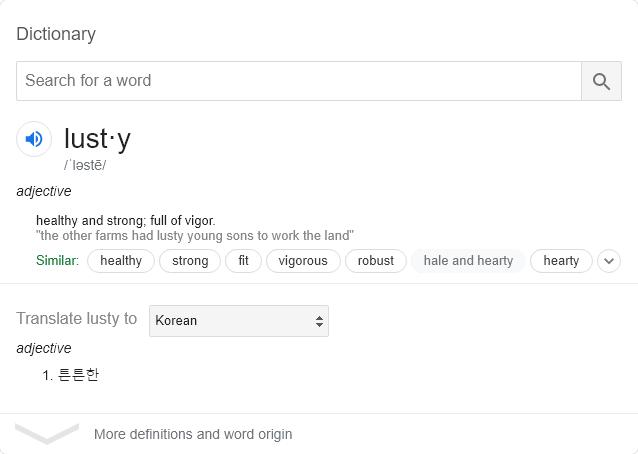 Dictionary
Search for a word
lust·y
/ˈləstē/
adjective
healthy and strong; full of vigor.
"the other farms had lusty young sons to work the land"
Similar: healthy strong fit vigorous robust hale and hearty hearty
Translate lusty to Korean
adjective
1. 튼튼한
More definitions and word origin